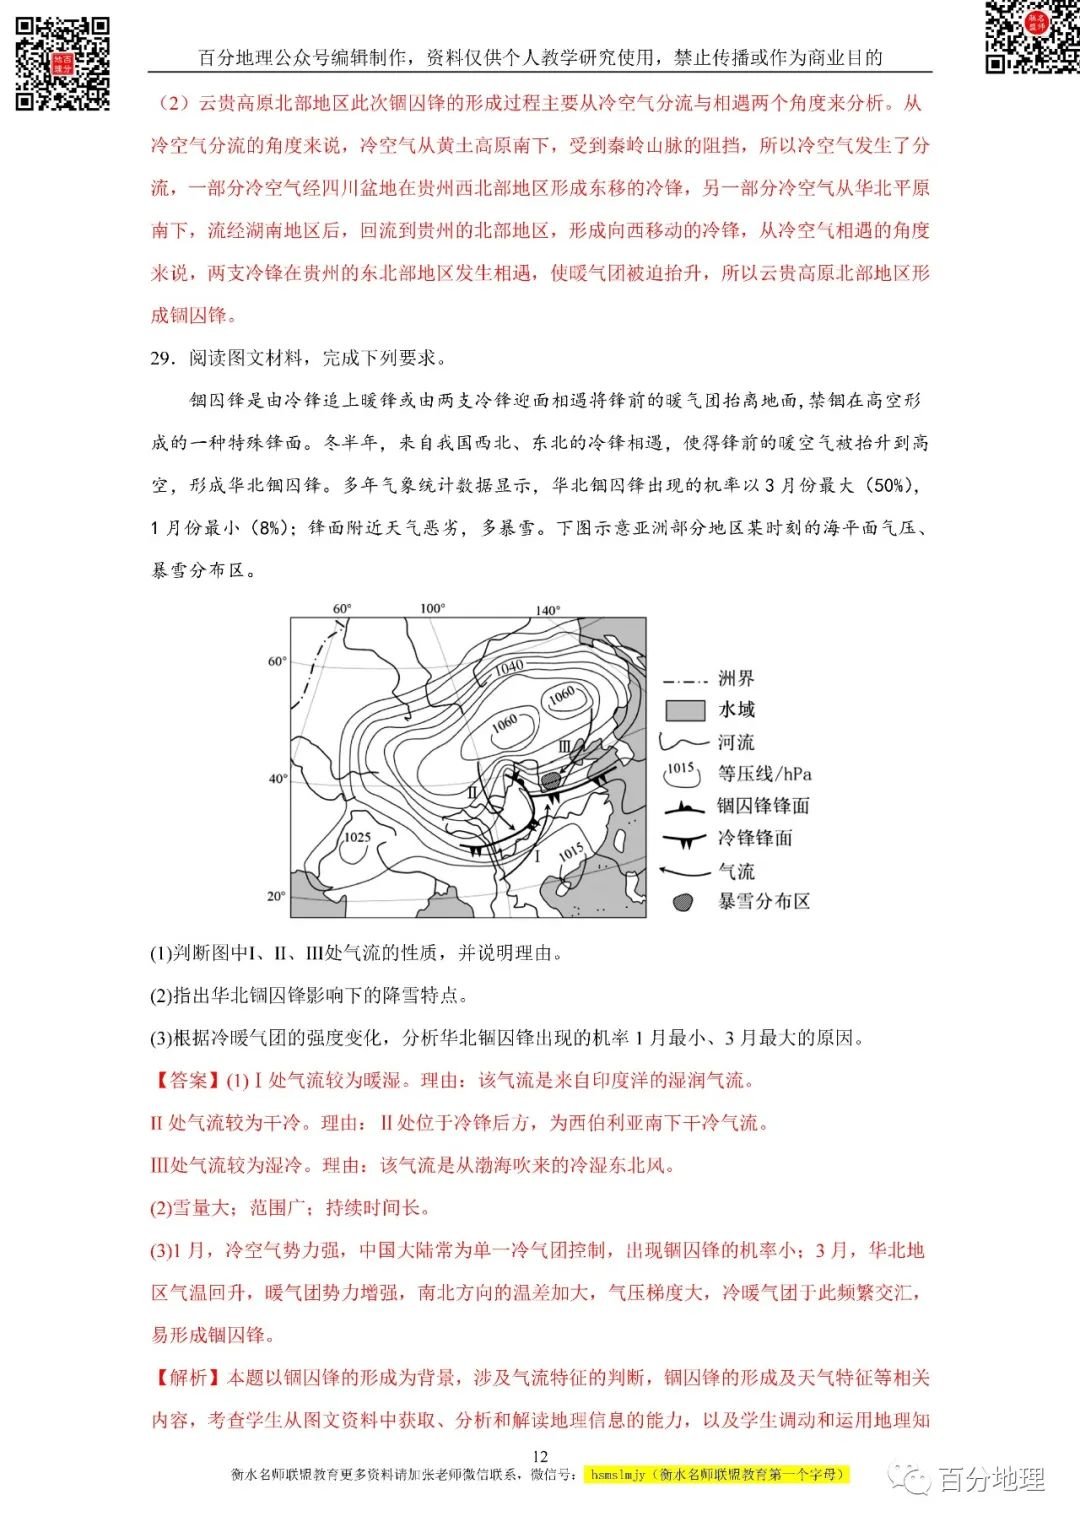 百分地理公众号编辑制作，资料仅供个人教学研究使用，禁止传播或作为商业目的
（2）云贵高原北部地区此次锢囚锋的形成过程主要从冷空气分流与相遇两个角度来分析。从
冷空气分流的角度来说，冷空气从黄土高原南下，受到秦岭山脉的阻挡，所以冷空气发生了分
流，一部分冷空气经四川盆地在贵州西北部地区形成东移的冷锋，另一部分冷空气从华北平原
南下，流经湖南地区后，回流到贵州的北部地区，形成向西移动的冷锋，从冷空气相遇的角度
来说，两支冷锋在贵州的东北部地区发生相遇，使暖气团被迫抬升，所以云贵高原北部地区形
成锢囚锋。
29．阅读图文材料，完成下列要求。
锢囚锋是由冷锋追上暖锋或由两支冷锋迎面相遇将锋前的暖气团抬离地面,禁锢在高空形
成的一种特殊锋面。冬半年，来自我国西北、东北的冷锋相遇，使得锋前的暖空气被抬升到高
空，形成华北锢囚锋。多年气象统计数据显示，华北锢囚锋出现的机率以3月份最大（50%），
1月份最小（8%）；锋面附近天气恶劣，多暴雪。下图示意亚洲部分地区某时刻的海平面气压、
暴雪分布区。
60° 100° 140°
60°
40°
20°
1040
1060
1060
1025
1015
Ⅲ
Ⅱ
Ⅰ
洲界
水域
河流
1015 等压线/hPa
锢囚锋锋面
冷锋锋面
气流
暴雪分布区
(1)判断图中Ⅰ、Ⅱ、Ⅲ处气流的性质，并说明理由。
(2)指出华北锢囚锋影响下的降雪特点。
(3)根据冷暖气团的强度变化，分析华北锢囚锋出现的机率1月最小、3月最大的原因。
【答案】(1)Ⅰ处气流较为暖湿。理由：该气流是来自印度洋的湿润气流。
Ⅱ处气流较为干冷。理由：Ⅱ处位于冷锋后方，为西伯利亚南下干冷气流。
Ⅲ处气流较为湿冷。理由：该气流是从渤海吹来的冷湿东北风。
(2)雪量大；范围广；持续时间长。
(3)1月，冷空气势力强，中国大陆常为单一冷气团控制，出现锢囚锋的机率小；3月，华北地
区气温回升，暖气团势力增强，南北方向的温差加大，气压梯度大，冷暖气团于此频繁交汇，
易形成锢囚锋。
【解析】本题以锢囚锋的形成为背景，涉及气流特征的判断，锢囚锋的形成及天气特征等相关
内容，考查学生从图文资料中获取、分析和解读地理信息的能力，以及学生调动和运用地理知
12
衡水名师联盟教育更多资料请加张老师微信联系，微信号： hsmslmjy（衡水名师联盟教育第一个字母）
百分地理